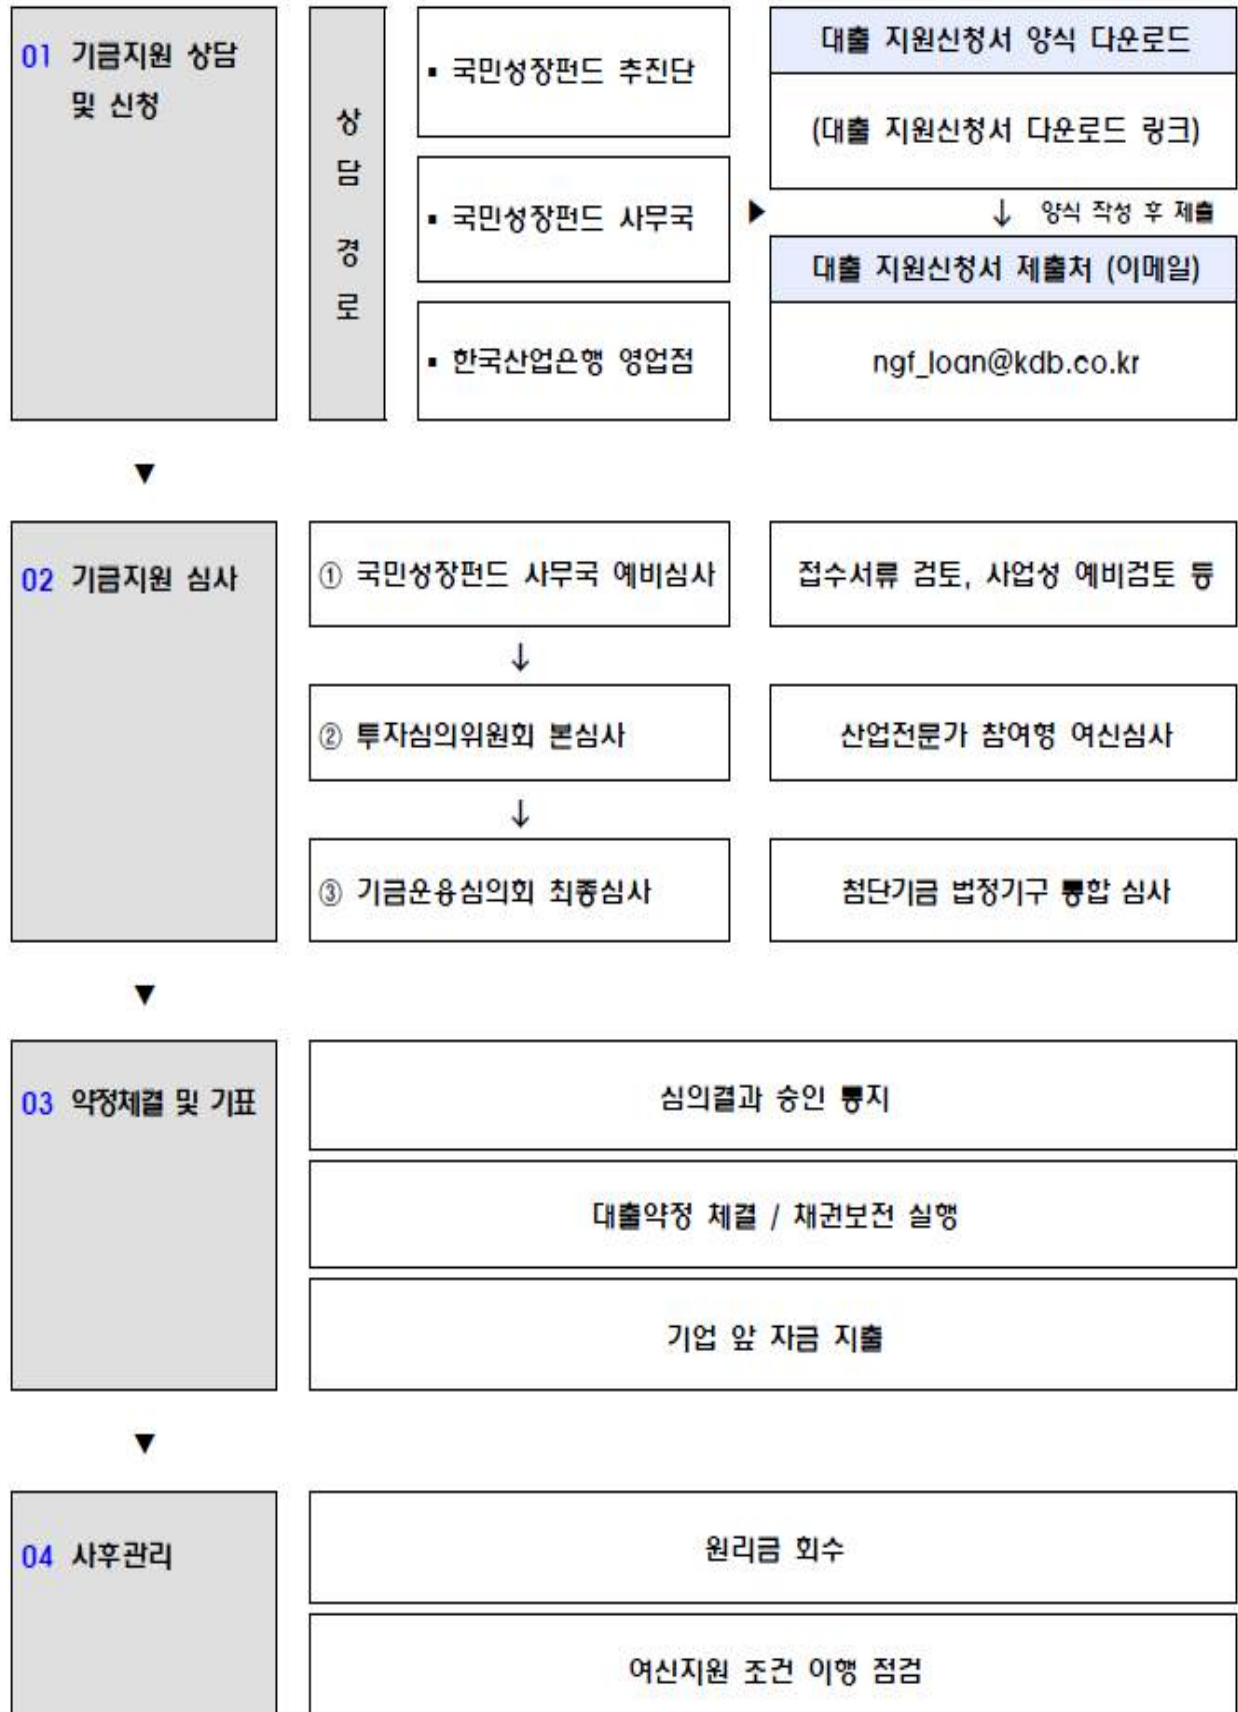 01 기금지원 상담
및 신청
상
담
경
로
▪ 국민성장펀드 추진단
▪ 국민성장펀드 사무국
▪ 한국산업은행 영업점
▶
대출 지원신청서 양식 다운로드
(대출 지원신청서 다운로드 링크)
↓ 양식 작성 후 제출
대출 지원신청서 제출처 (이메일)
ngf_loan@kdb.co.kr
▼
02 기금지원 심사
① 국민성장펀드 사무국 예비심사
접수서류 검토, 사업성 예비검토 등
↓
② 투자심의위원회 본심사
산업전문가 참여형 여신심사
↓
③ 기금운용심의회 최종심사
첨단기금 법정기구 통합 심사
▼
03 약정체결 및 기표
심의결과 승인 통지
대출약정 체결 / 채권보전 실행
기업 앞 자금 지출
▼
04 사후관리
원리금 회수
여신지원 조건 이행 점검